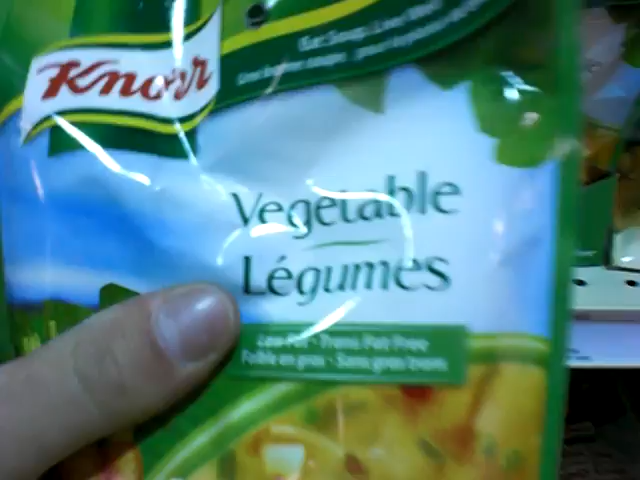 Knorr
Vegetable
Légumes
Low Fat · Trans Fat Free
Faible en gras · Sans gras trans